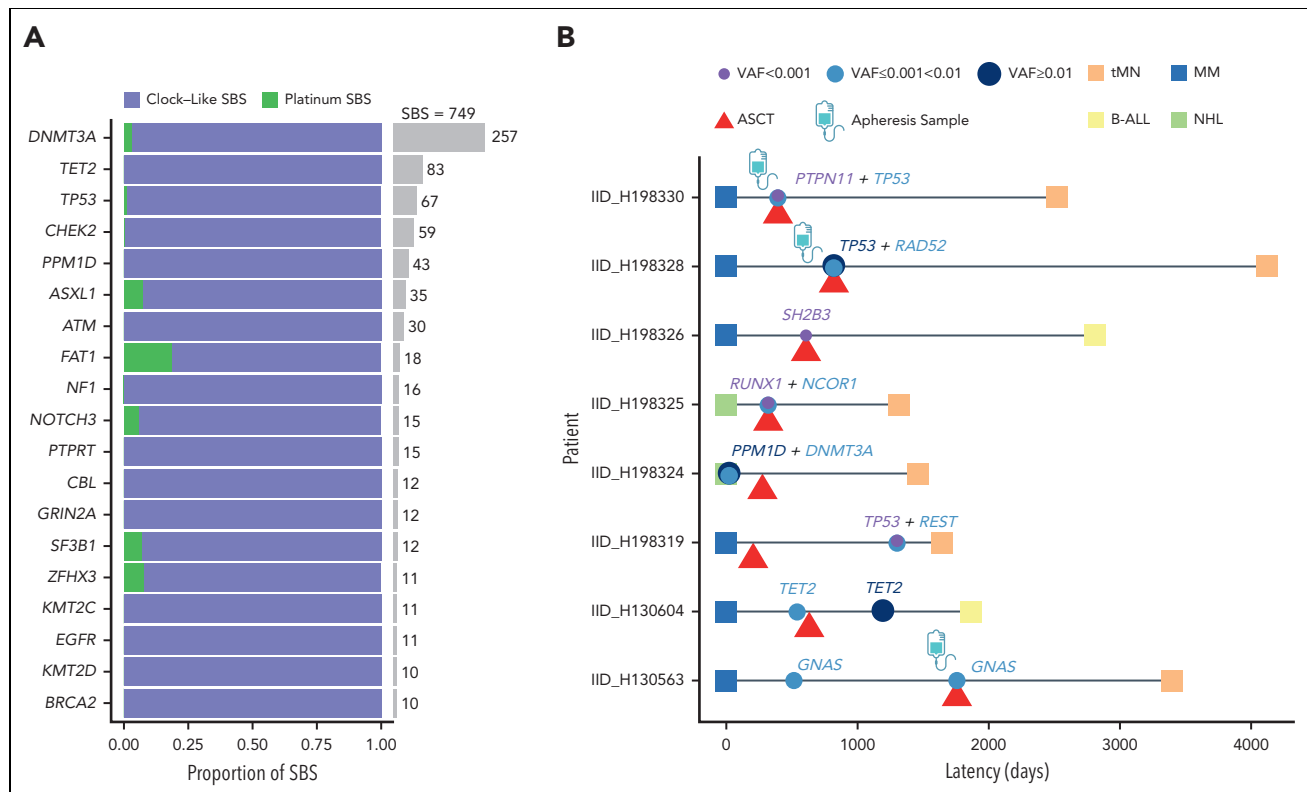 A
Clock–Like SBS Platinum SBS
SBS = 749
DNMT3A 257
TET2 83
TP53 67
CHEK2 59
PPM1D 43
ASXL1 35
ATM 30
FAT1 18
NF1 16
NOTCH3 15
PTPRT 15
CBL 12
GRIN2A 12
SF3B1 12
ZFHX3 11
KMT2C 11
EGFR 11
KMT2D 10
BRCA2 10
0.00 0.25 0.50 0.75 1.00
Proportion of SBS
B
VAF<0.001 VAF≤0.001<0.01 VAF≥0.01 tMN MM
ASCT Apheresis Sample B-ALL NHL
Patient
IID_H198330 PTPN11 + TP53
IID_H198328 TP53 + RAD52
IID_H198326 SH2B3
IID_H198325 RUNX1 + NCOR1
IID_H198324 PPM1D + DNMT3A
IID_H198319 TP53 + REST
IID_H130604 TET2 TET2
IID_H130563 GNAS GNAS
0 1000 2000 3000 4000
Latency (days)